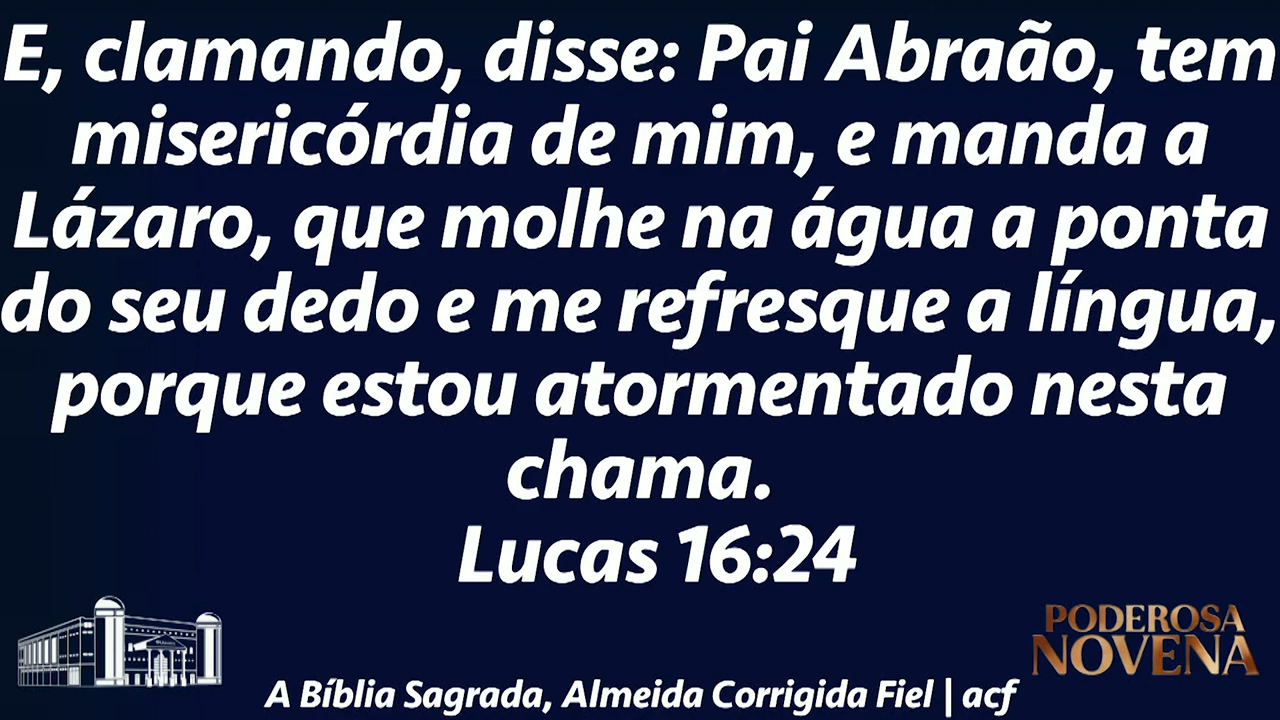 E, clamando, disse: Pai Abraão, tem
misericórdia de mim, e manda a
Lázaro, que molhe na água a ponta
do seu dedo e me refresque a língua,
porque estou atormentado nesta
chama.
Lucas 16:24
PODEROSA
NOVENA
A Bíblia Sagrada, Almeida Corrigida Fiel | acf